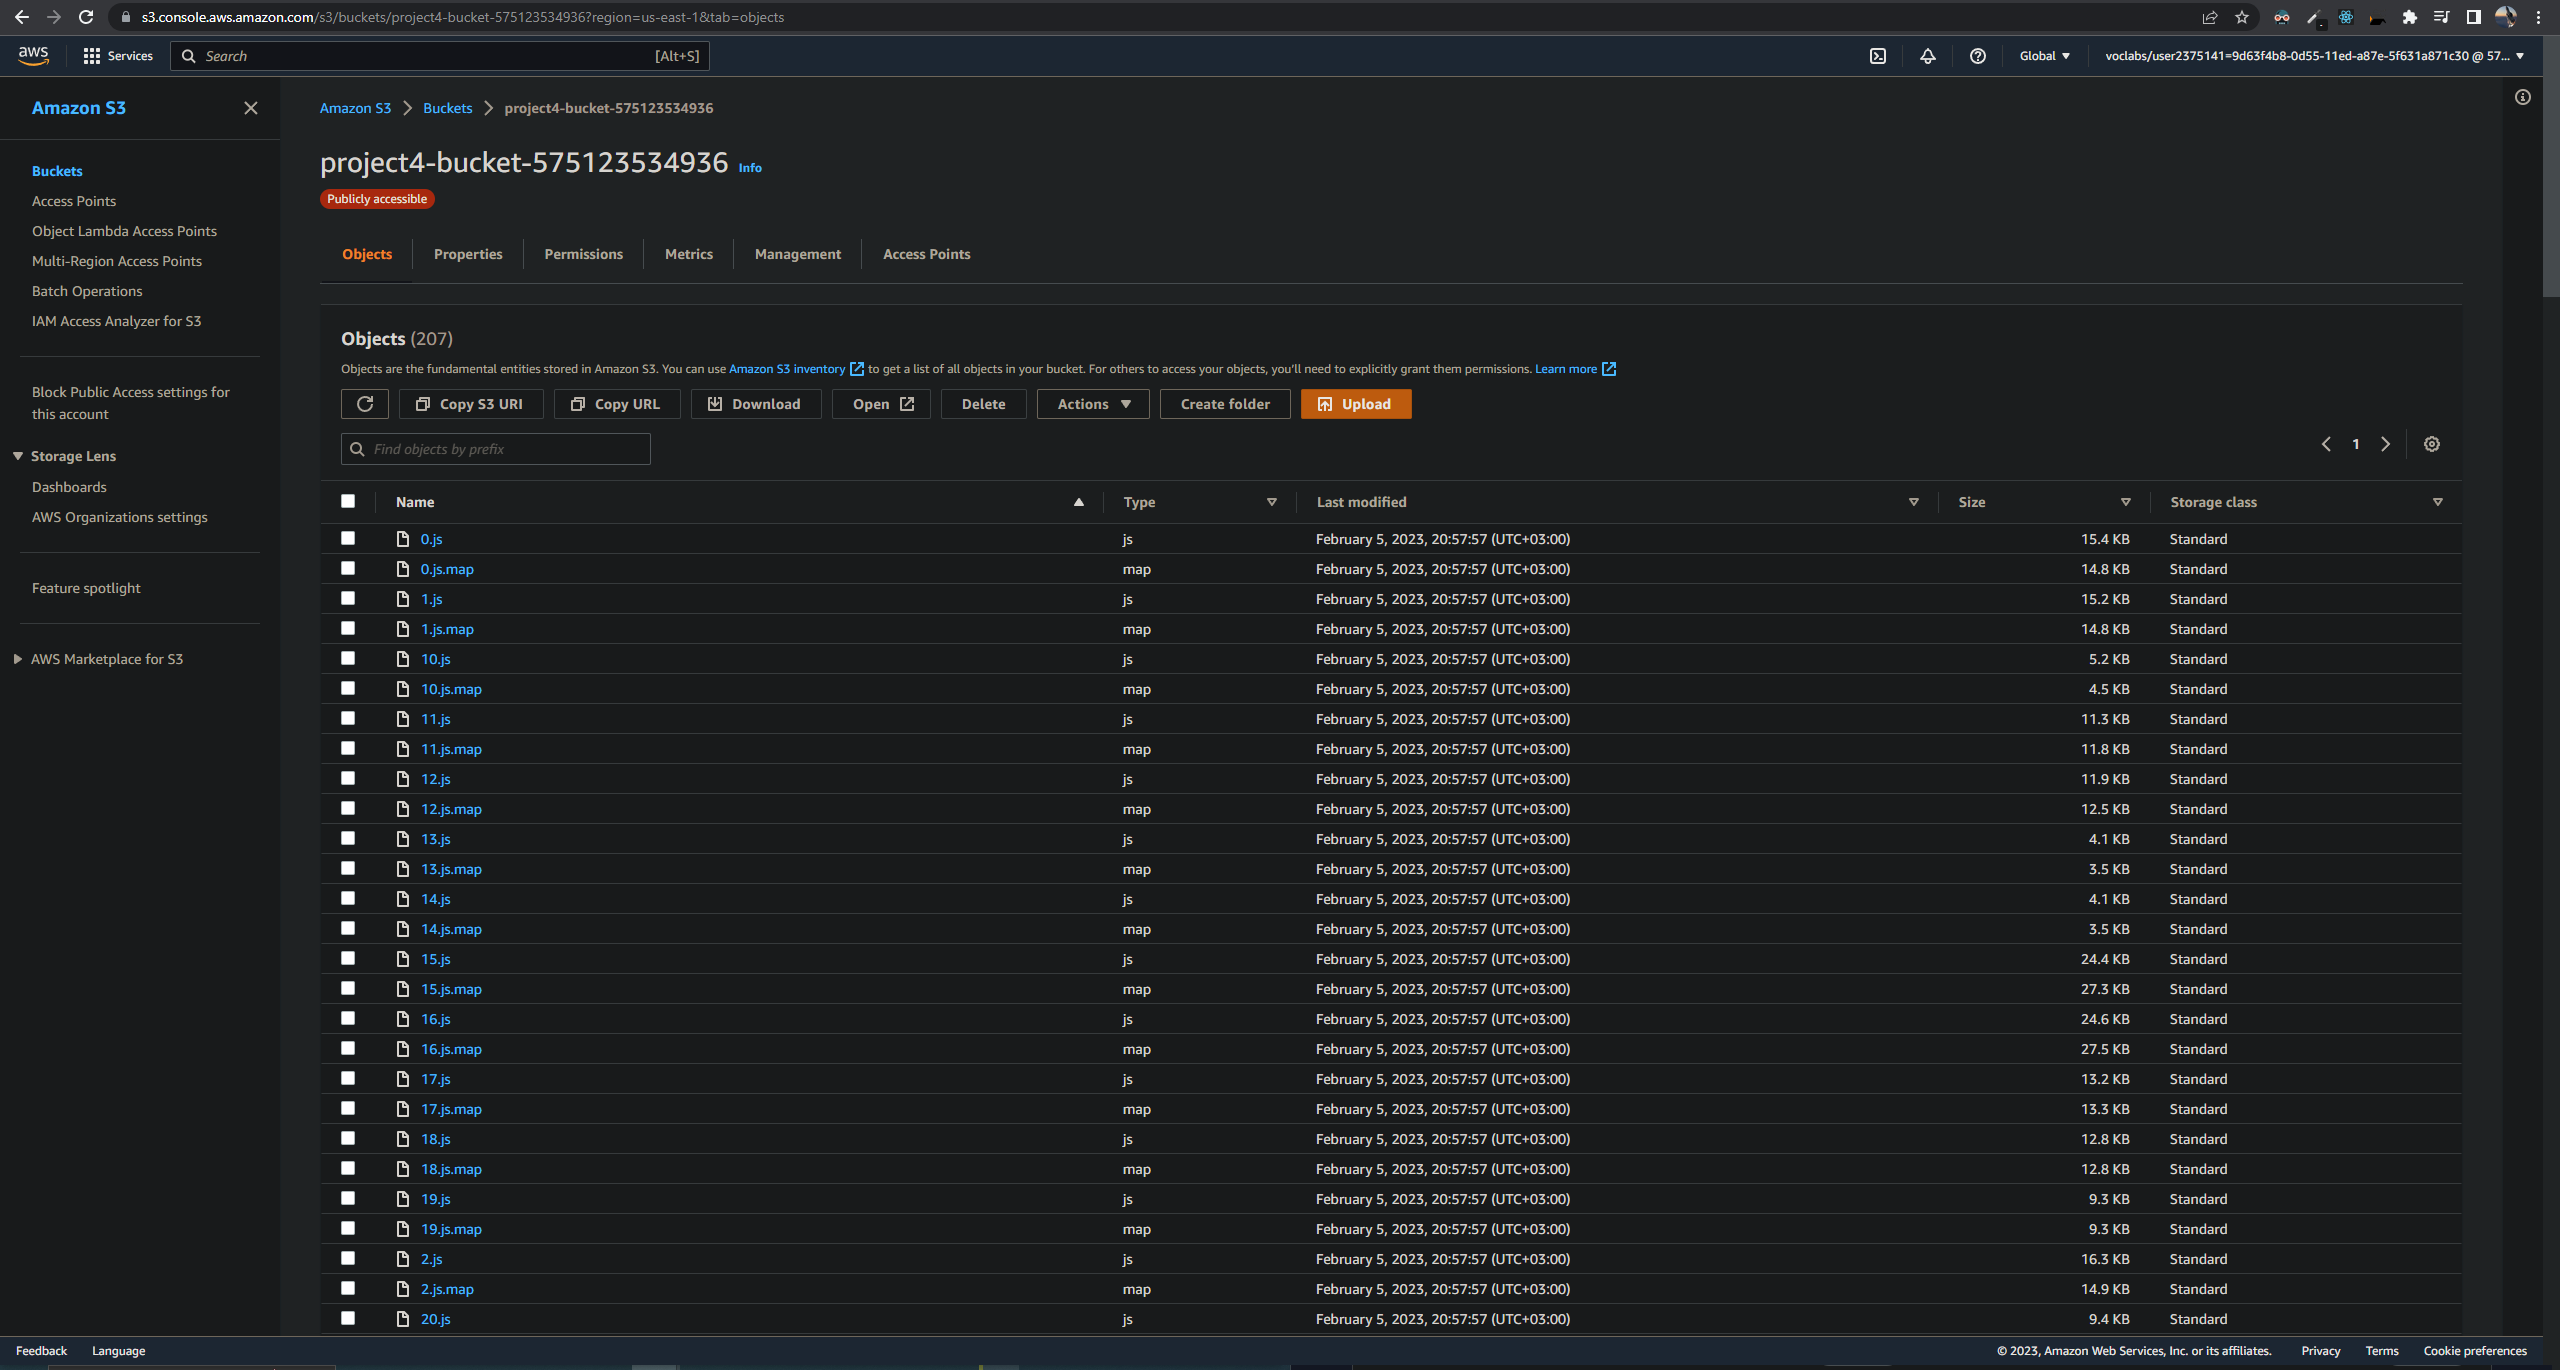 s3.console.aws.amazon.com/s3/buckets/project4-bucket-575123534936?region=us-east-1&tab=objects
aws Services Search [Alt+S] Global voclabs/user2375141=9d63f4b8-0d55-11ed-a87e-5f631a871c30 @ 57...
Amazon S3
Buckets
Access Points
Object Lambda Access Points
Multi-Region Access Points
Batch Operations
IAM Access Analyzer for S3
Block Public Access settings for
this account
Storage Lens
Dashboards
AWS Organizations settings
Feature spotlight
AWS Marketplace for S3
Amazon S3 Buckets project4-bucket-575123534936
project4-bucket-575123534936 Info
Publicly accessible
Objects Properties Permissions Metrics Management Access Points
Objects (207)
Objects are the fundamental entities stored in Amazon S3. You can use Amazon S3 inventory to get a list of all objects in your bucket. For others to access your objects, you'll need to explicitly grant them permissions. Learn more
Copy S3 URI Copy URL Download Open Delete Actions Create folder Upload
Find objects by prefix 1
Name Type Last modified Size Storage class
0.js js February 5, 2023, 20:57:57 (UTC+03:00) 15.4 KB Standard
0.js.map map February 5, 2023, 20:57:57 (UTC+03:00) 14.8 KB Standard
1.js js February 5, 2023, 20:57:57 (UTC+03:00) 15.2 KB Standard
1.js.map map February 5, 2023, 20:57:57 (UTC+03:00) 14.8 KB Standard
10.js js February 5, 2023, 20:57:57 (UTC+03:00) 5.2 KB Standard
10.js.map map February 5, 2023, 20:57:57 (UTC+03:00) 4.5 KB Standard
11.js js February 5, 2023, 20:57:57 (UTC+03:00) 11.3 KB Standard
11.js.map map February 5, 2023, 20:57:57 (UTC+03:00) 11.8 KB Standard
12.js js February 5, 2023, 20:57:57 (UTC+03:00) 11.9 KB Standard
12.js.map map February 5, 2023, 20:57:57 (UTC+03:00) 12.5 KB Standard
13.js js February 5, 2023, 20:57:57 (UTC+03:00) 4.1 KB Standard
13.js.map map February 5, 2023, 20:57:57 (UTC+03:00) 3.5 KB Standard
14.js js February 5, 2023, 20:57:57 (UTC+03:00) 4.1 KB Standard
14.js.map map February 5, 2023, 20:57:57 (UTC+03:00) 3.5 KB Standard
15.js js February 5, 2023, 20:57:57 (UTC+03:00) 24.4 KB Standard
15.js.map map February 5, 2023, 20:57:57 (UTC+03:00) 27.3 KB Standard
16.js js February 5, 2023, 20:57:57 (UTC+03:00) 24.6 KB Standard
16.js.map map February 5, 2023, 20:57:57 (UTC+03:00) 27.5 KB Standard
17.js js February 5, 2023, 20:57:57 (UTC+03:00) 13.2 KB Standard
17.js.map map February 5, 2023, 20:57:57 (UTC+03:00) 13.3 KB Standard
18.js js February 5, 2023, 20:57:57 (UTC+03:00) 12.8 KB Standard
18.js.map map February 5, 2023, 20:57:57 (UTC+03:00) 12.8 KB Standard
19.js js February 5, 2023, 20:57:57 (UTC+03:00) 9.3 KB Standard
19.js.map map February 5, 2023, 20:57:57 (UTC+03:00) 9.3 KB Standard
2.js js February 5, 2023, 20:57:57 (UTC+03:00) 16.3 KB Standard
2.js.map map February 5, 2023, 20:57:57 (UTC+03:00) 14.9 KB Standard
20.js js February 5, 2023, 20:57:57 (UTC+03:00) 9.4 KB Standard
Feedback Language © 2023, Amazon Web Services, Inc. or its affiliates. Privacy Terms Cookie preferences